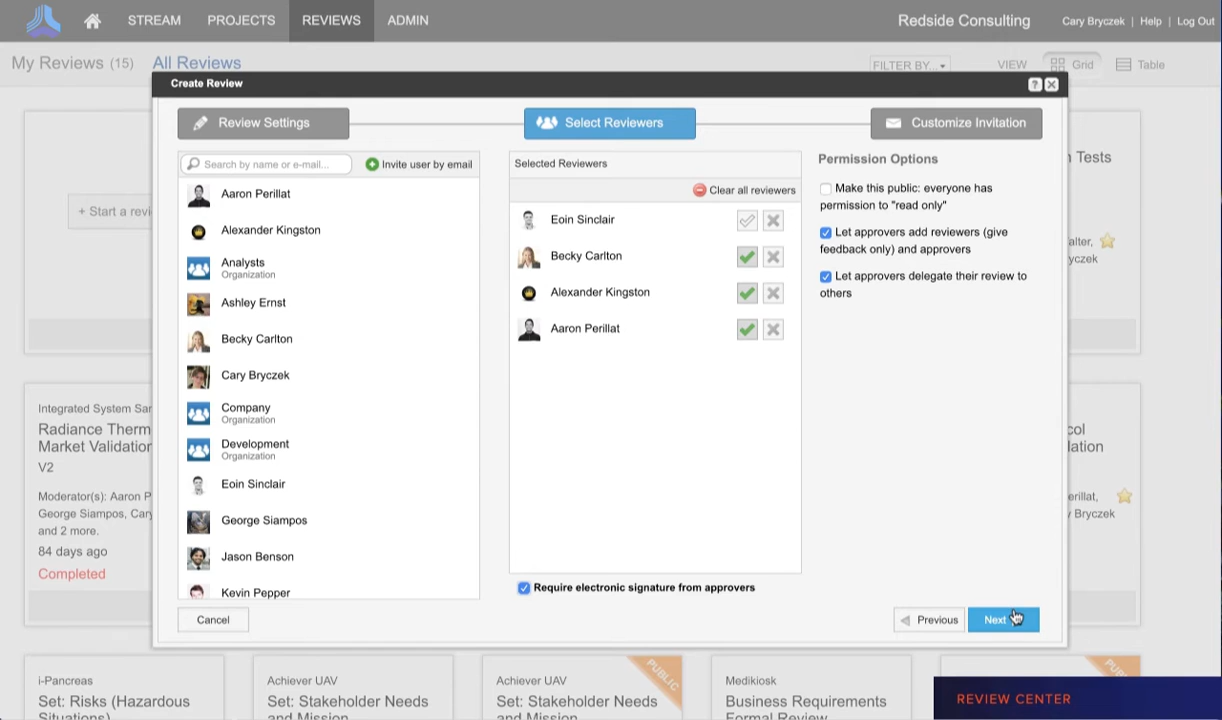 STREAM PROJECTS REVIEWS ADMIN Redside Consulting Cary Bryczek | Help | Log Out
My Reviews (15) All Reviews FILTER BY... VIEW Grid Table
Create Review ?
Review Settings Select Reviewers Customize Invitation
Search by name or e-mail... Invite user by email
Aaron Perillat
Alexander Kingston
Analysts
Organization
Ashley Ernst
Becky Carlton
Cary Bryczek
Company
Organization
Development
Organization
Eoin Sinclair
George Siampos
Jason Benson
Kevin Pepper
Selected Reviewers
Clear all reviewers
Eoin Sinclair
Becky Carlton
Alexander Kingston
Aaron Perillat
Require electronic signature from approvers
Permission Options
Make this public: everyone has
permission to "read only"
Let approvers add reviewers (give
feedback only) and approvers
Let approvers delegate their review to
others
Cancel Previous Next
+ Start a revi
Tests
alter,
yczek
Integrated System Sar
Radiance Therm
Market Validation
V2
Moderator(s): Aaron P
George Siampos, Cary
and 2 more.
84 days ago
Completed
col
lation
erillat,
Bryczek
i-Pancreas
Set: Risks (Hazardous
Situations)
Achiever UAV
Set: Stakeholder Needs
and Mission
Achiever UAV
Set: Stakeholder Needs
and Mission
PUBLIC
Medikiosk
Business Requirements
Formal Review
PUB
REVIEW CENTER